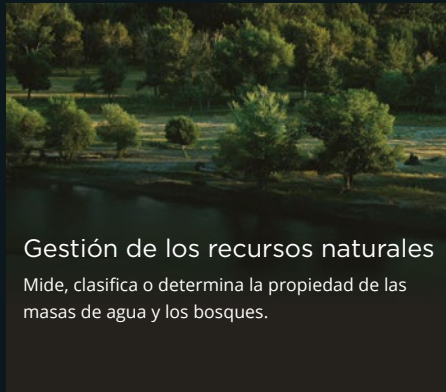 Gestión de los recursos naturales
Mide, clasifica o determina la propiedad de las
masas de agua y los bosques.